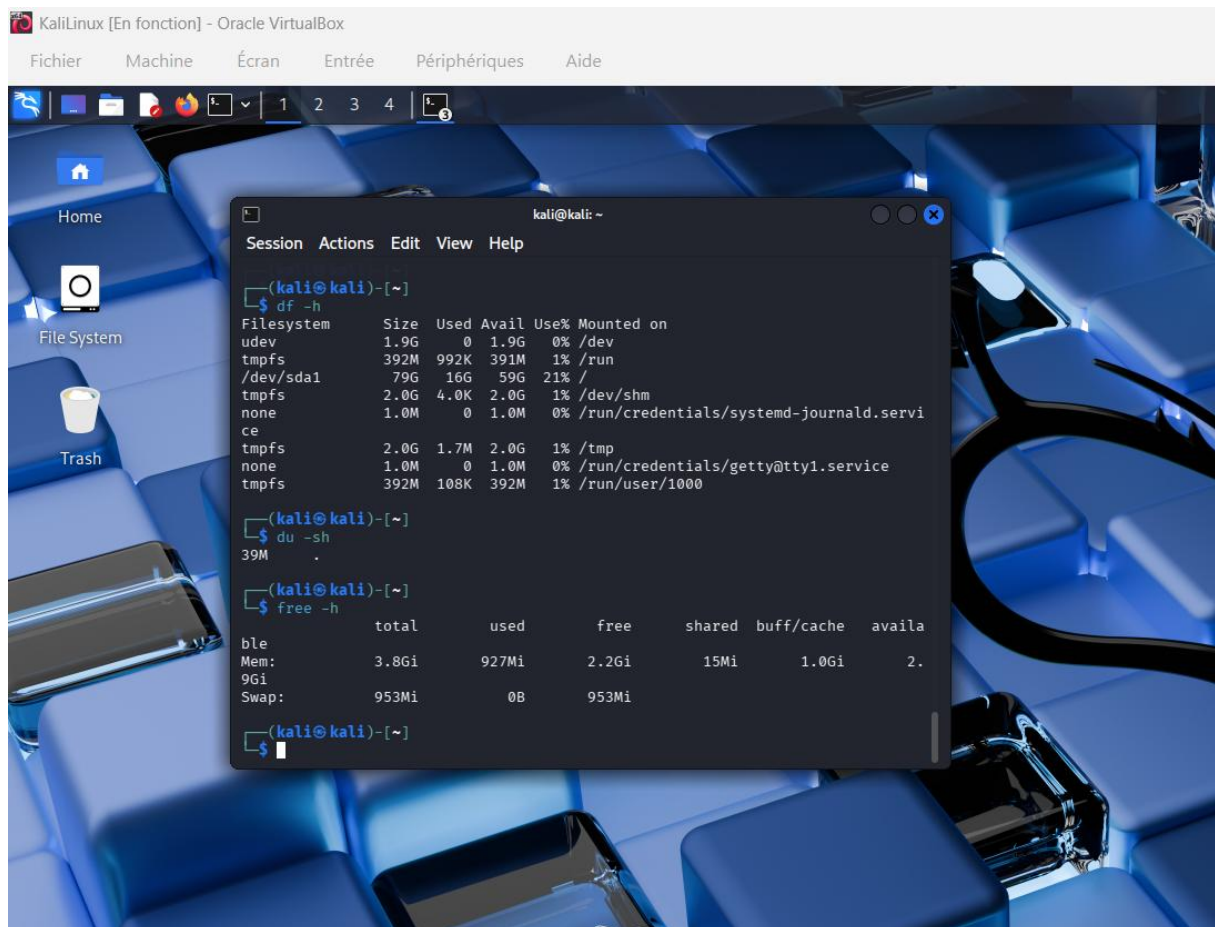 KaliLinux [En fonction] - Oracle VirtualBox
Fichier Machine Écran Entrée Périphériques Aide
1 2 3 4 3
Home
File System
Trash
kali@kali: ~
Session Actions Edit View Help
┌──(kali㉿kali)-[~]
└─$ df -h
Filesystem Size Used Avail Use% Mounted on
udev 1.9G 0 1.9G 0% /dev
tmpfs 392M 992K 391M 1% /run
/dev/sda1 79G 16G 59G 21% /
tmpfs 2.0G 4.0K 2.0G 1% /dev/shm
none 1.0M 0 1.0M 0% /run/credentials/systemd-journald.servi
ce
tmpfs 2.0G 1.7M 2.0G 1% /tmp
none 1.0M 0 1.0M 0% /run/credentials/getty@tty1.service
tmpfs 392M 108K 392M 1% /run/user/1000
┌──(kali㉿kali)-[~]
└─$ du -sh
39M .
┌──(kali㉿kali)-[~]
└─$ free -h
total used free shared buff/cache availa
ble
Mem: 3.8Gi 927Mi 2.2Gi 15Mi 1.0Gi 2.
9Gi
Swap: 953Mi 0B 953Mi
┌──(kali㉿kali)-[~]
└─$